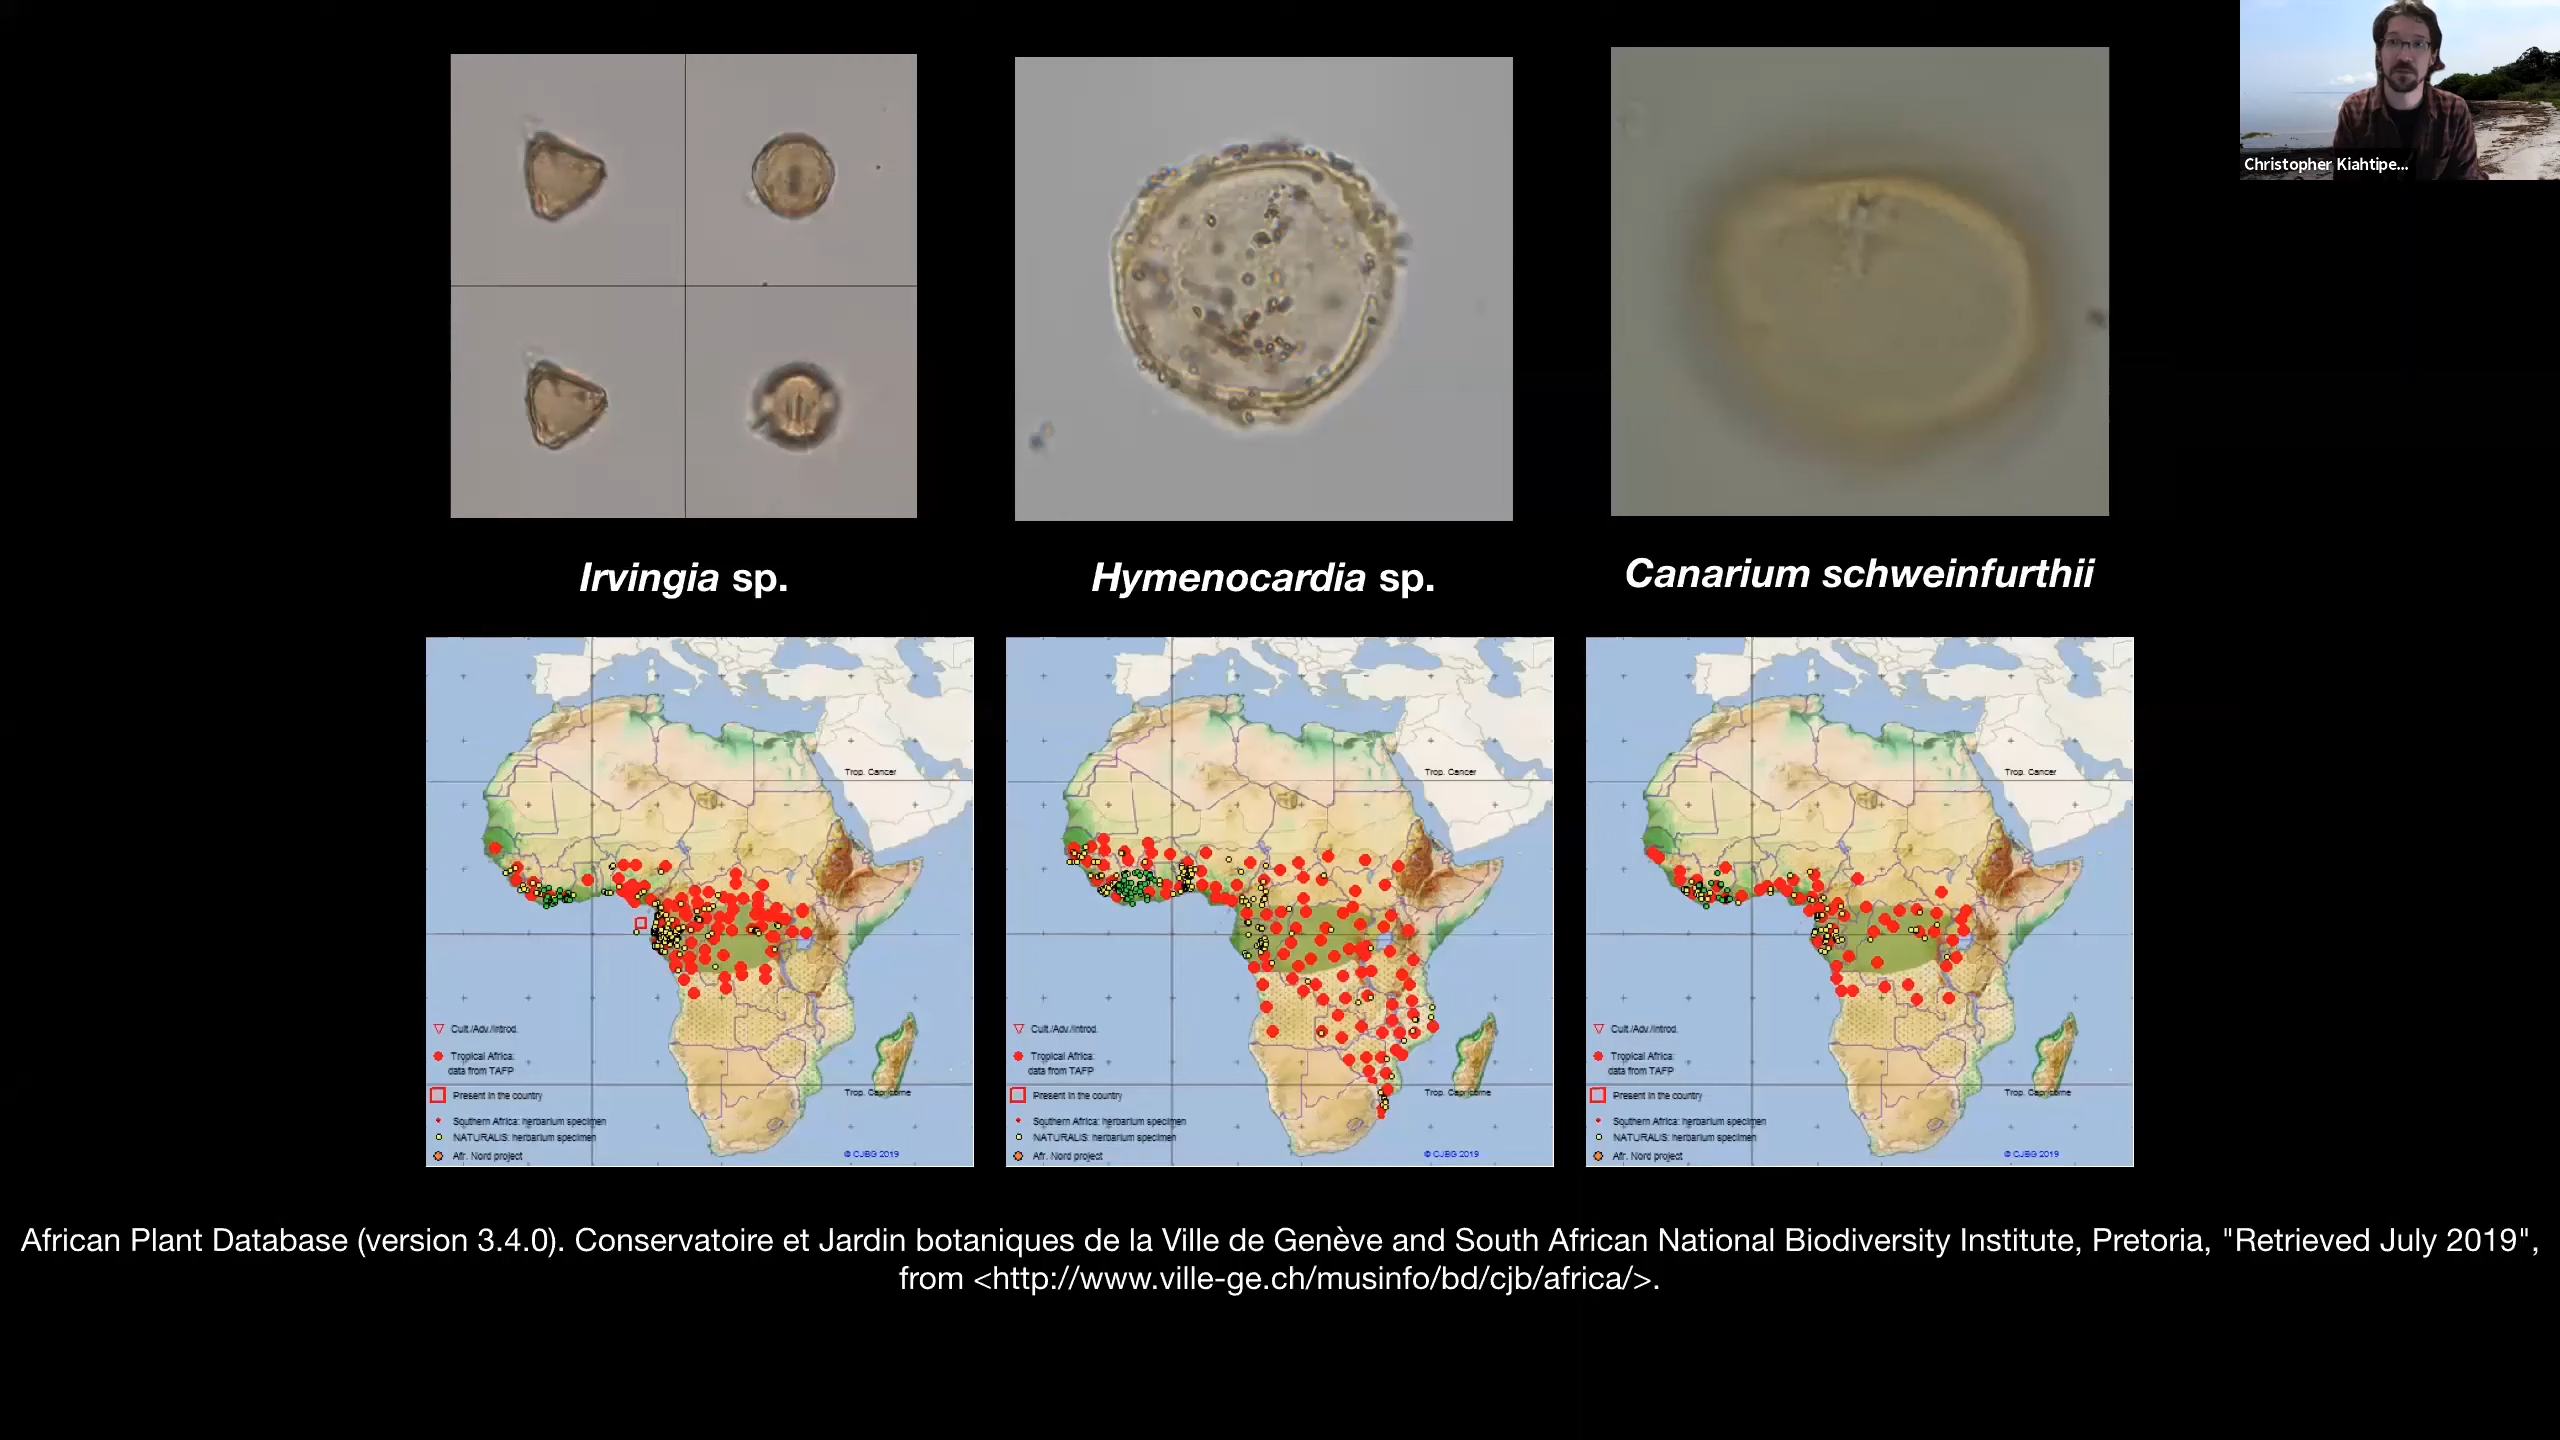 Christopher Kiahtipe...
Irvingia sp.
Hymenocardia sp.
Canarium schweinfurthii
Trop. Cancer
Cult./Adv./Introd.
Tropical Africa:
data from TAFP
Present in the country
Southern Africa: herbarium specimen
NATURALIS: herbarium specimen
Afr. Nord project
Trop. Capricorne
© CJBG 2019
Trop. Cancer
Cult./Adv./Introd.
Tropical Africa:
data from TAFP
Present in the country
Southern Africa: herbarium specimen
NATURALIS: herbarium specimen
Afr. Nord project
Trop. Capricorne
© CJBG 2019
Trop. Cancer
Cult./Adv./Introd.
Tropical Africa:
data from TAFP
Present in the country
Southern Africa: herbarium specimen
NATURALIS: herbarium specimen
Afr. Nord project
Trop. Capricorne
© CJBG 2019
African Plant Database (version 3.4.0). Conservatoire et Jardin botaniques de la Ville de Genève and South African National Biodiversity Institute, Pretoria, "Retrieved July 2019",
from <http://www.ville-ge.ch/musinfo/bd/cjb/africa/>.